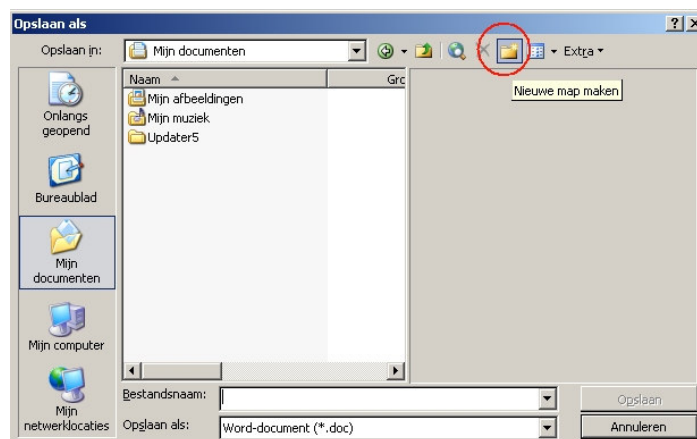 Opslaan als
Opslaan in: Mijn documenten Extra
Naam Grc
Mijn afbeeldingen
Mijn muziek
Updater5
Nieuwe map maken
Onlangs
geopend
Bureaublad
Mijn
documenten
Mijn computer
Mijn
netwerklocaties
Bestandsnaam: Opslaan
Opslaan als: Word-document (*.doc) Annuleren